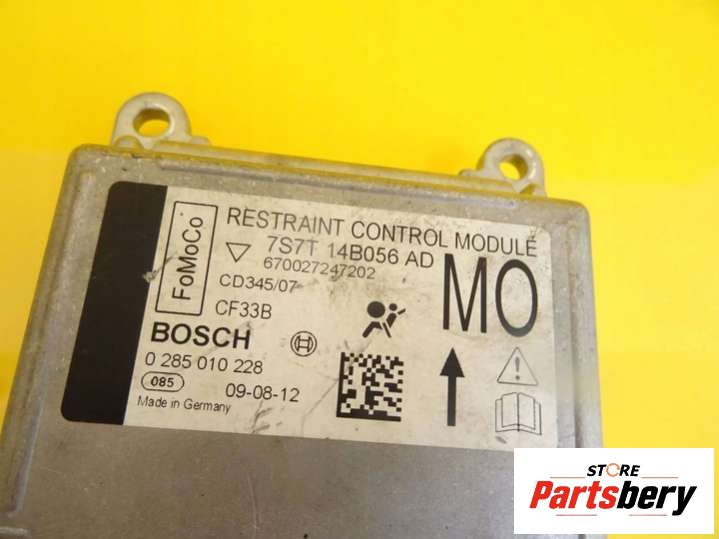 FoMoCo
RESTRAINT CONTROL MODULE
7S7T 14B056 AD
670027247202
CD345/07
CF33B
MO
BOSCH
0 285 010 228
085
09-08-12
Made in Germany
STORE
Partsbery